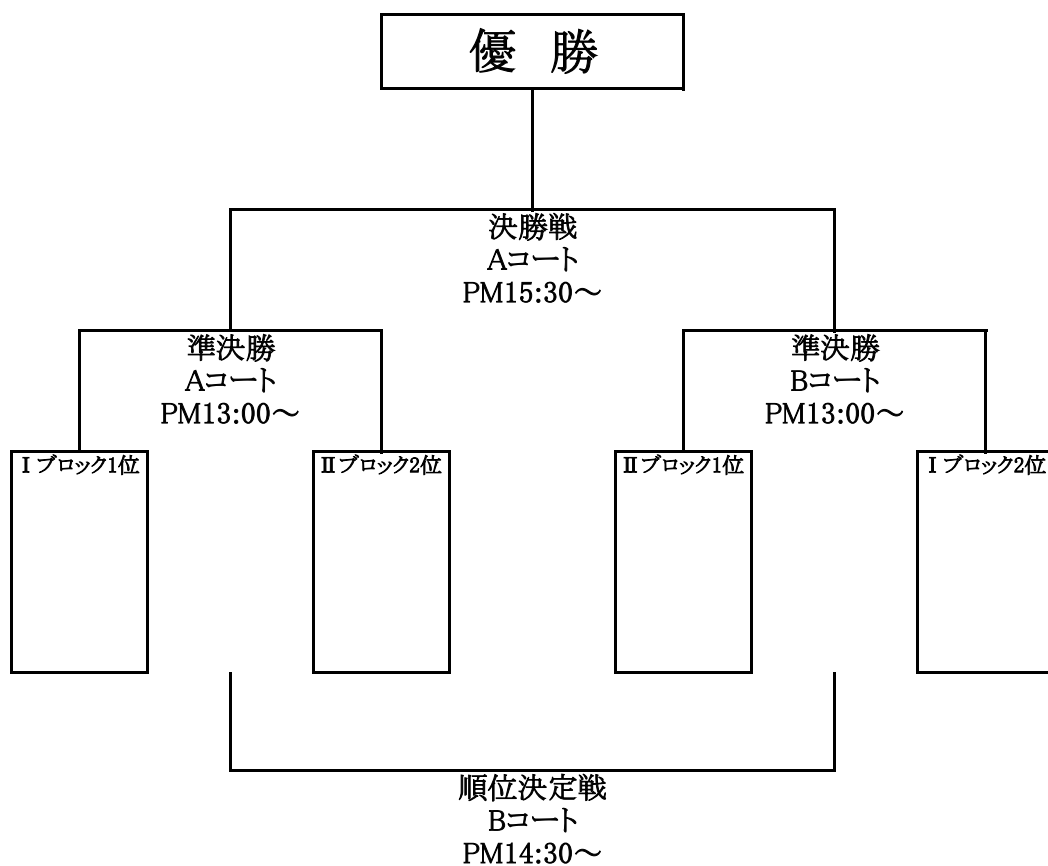 優 勝
決勝戦
Aコート
PM15:30～
準決勝
Aコート
PM13:00～
準決勝
Bコート
PM13:00～
Ⅰブロック1位
Ⅱブロック2位
Ⅱブロック1位
Ⅰブロック2位
順位決定戦
Bコート
PM14:30～